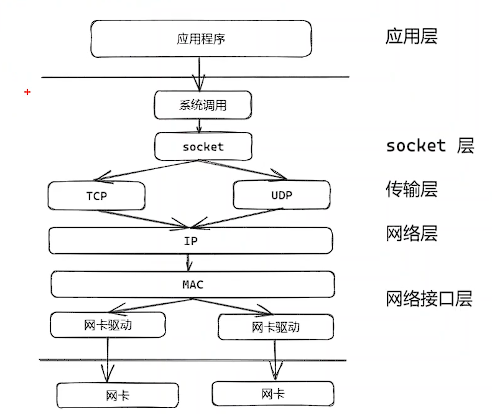 应用程序
应用层
系统调用
socket
socket 层
TCP
UDP
传输层
IP
网络层
MAC
网络接口层
网卡驱动
网卡驱动
网卡
网卡